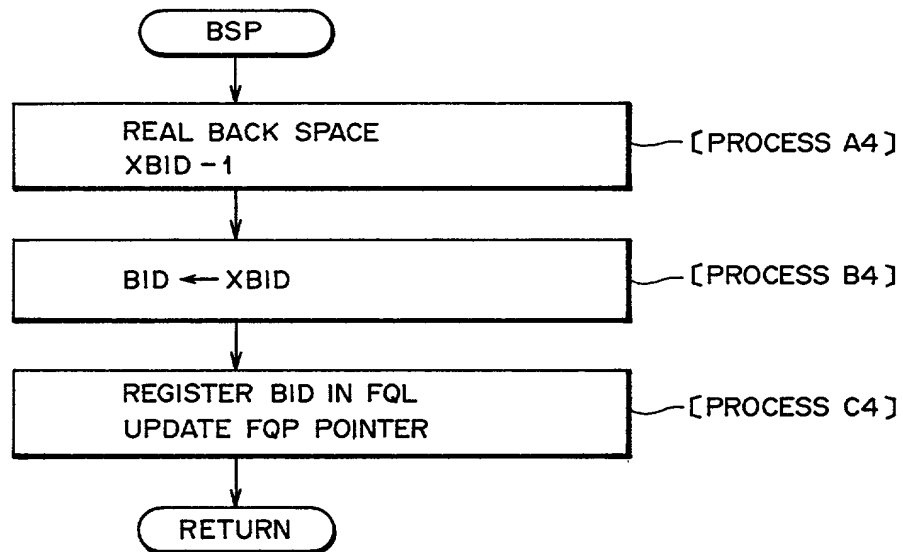 BSP
REAL BACK SPACE
XBID-1
[PROCESS A4]
BID ← XBID
[PROCESS B4]
REGISTER BID IN FQL
UPDATE FQP POINTER
[PROCESS C4]
RETURN